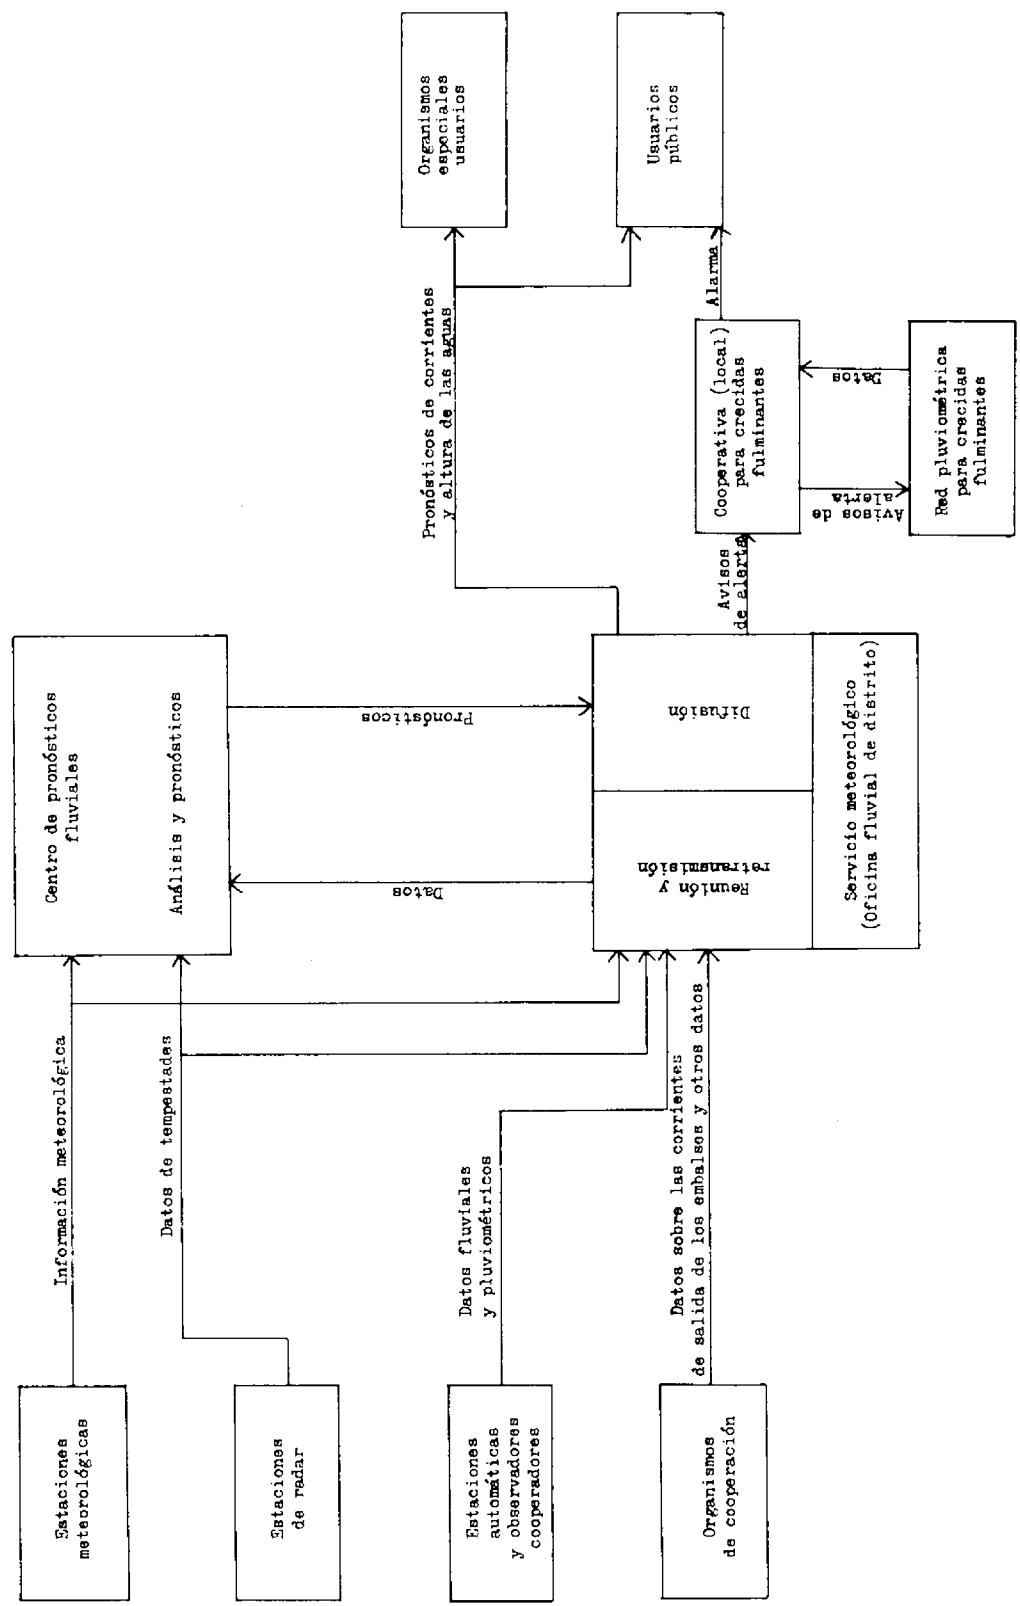 Estaciones
meteorológicas
Estaciones
de radar
Estaciones
automáticas
y observadores
cooperadores
Organismos
de cooperación
Información meteorológica
Datos de tempestades
Datos fluviales
y pluviométricos
Datos sobre las corrientes
de salida de los embalses y otros datos
Centro de pronósticos
fluviales
Análisis y pronósticos
Datos
Pronósticos
Reunión y
retransmisión
Difusión
Servicio meteorológico
(Oficina fluvial de distrito)
Pronósticos de corrientes
y altura de las aguas
Avisos
de alerta
Cooperativa (local)
para crecidas
fulminantes
Avisos de
alerta
Datos
Red pluviométrica
para crecidas
fulminantes
Alarma
Organismos
especiales
usuarios
Usuarios
públicos